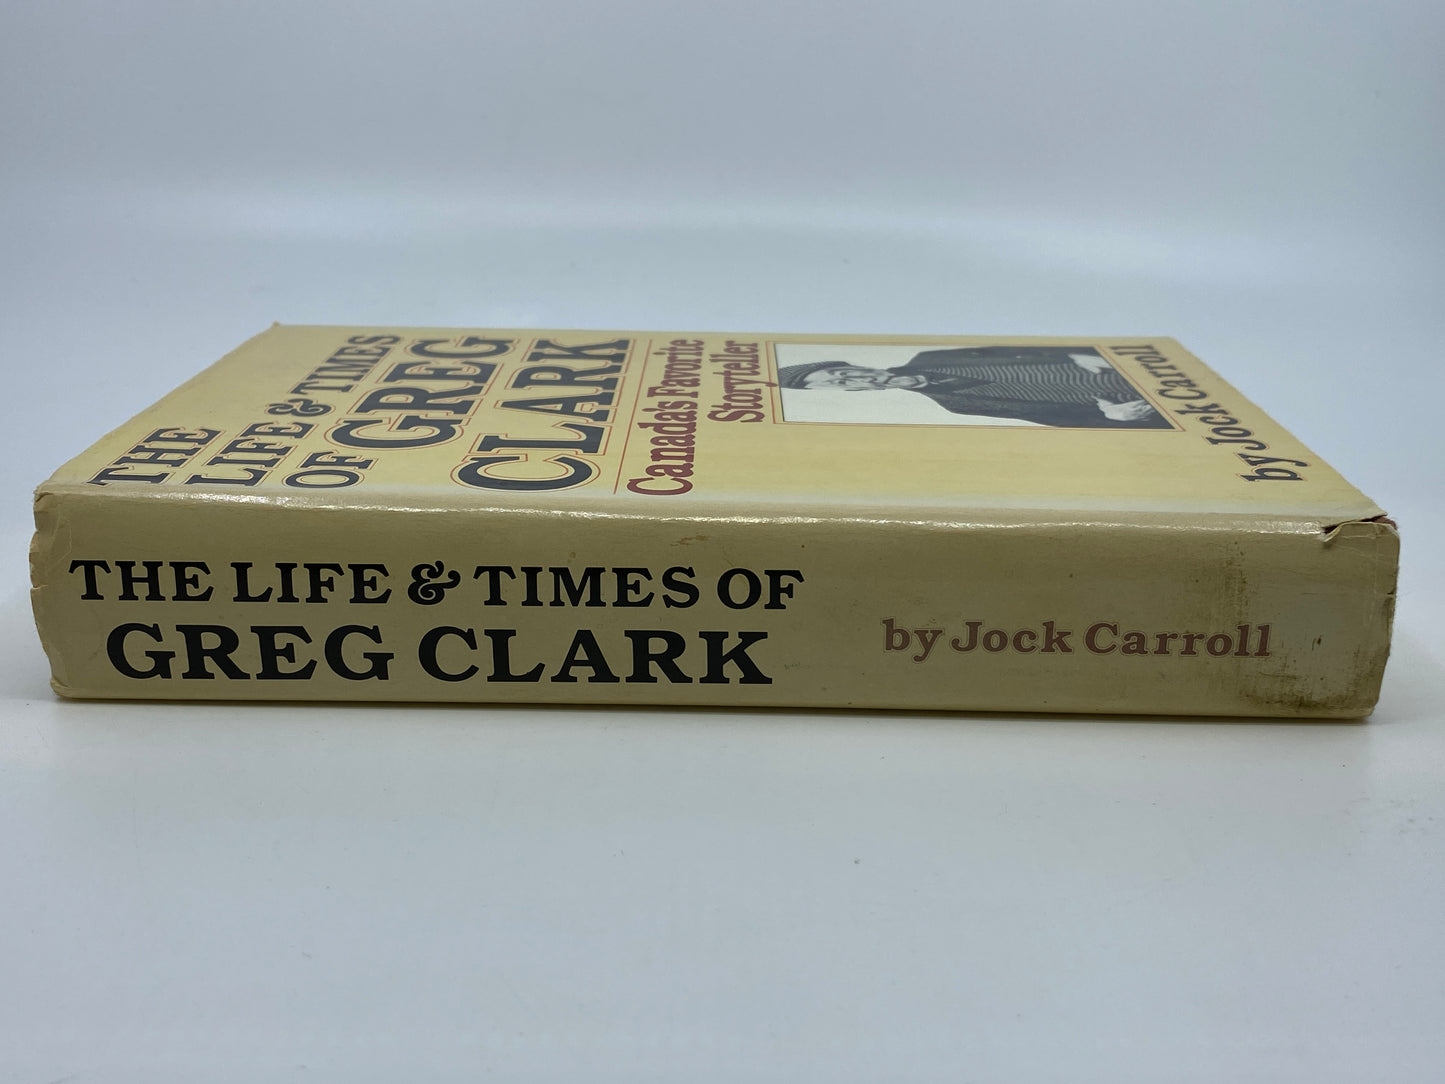 THE
LIFE & TIMES
OF GREG
CLARK
Canada's Favorite
Storyteller
by Jock Carroll
THE LIFE & TIMES OF
GREG CLARK
by Jock Carroll